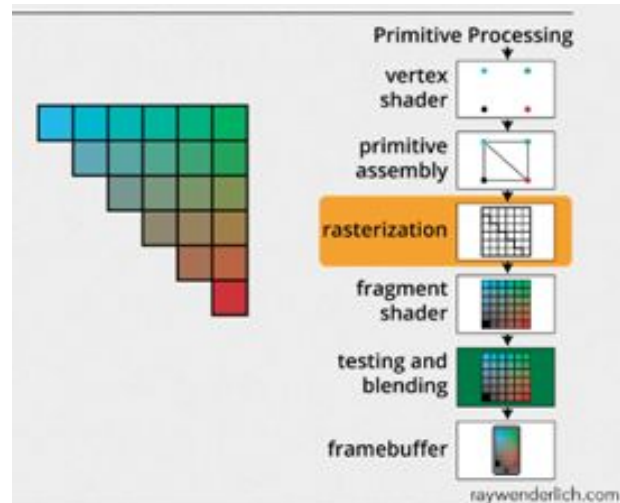 Primitive Processing
vertex
shader
primitive
assembly
rasterization
fragment
shader
testing and
blending
framebuffer
raywenderlich.com